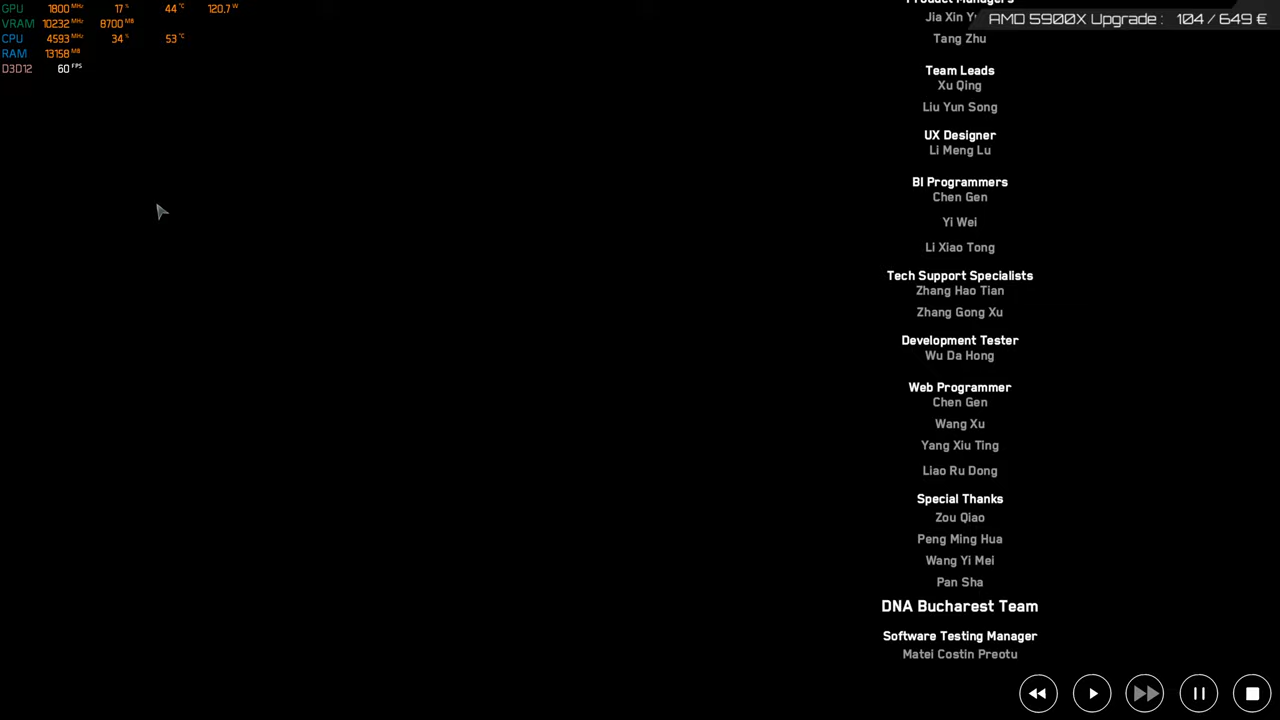 GPU 1800 MHz 17 % 44 °C 120.7 W
VRAM 10232 MHz 8700 MB
CPU 4593 MHz 34 % 53 °C
RAM 13158 MB
D3D12 60 FPS
AMD 5900X Upgrade : 104 / 649 €
Jia Xin
Tang Zhu
Team Leads
Xu Qing
Liu Yun Song
UX Designer
Li Meng Lu
BI Programmers
Chen Gen
Yi Wei
Li Xiao Tong
Tech Support Specialists
Zhang Hao Tian
Zhang Gong Xu
Development Tester
Wu Da Hong
Web Programmer
Chen Gen
Wang Xu
Yang Xiu Ting
Liao Ru Dong
Special Thanks
Zou Qiao
Peng Ming Hua
Wang Yi Mei
Pan Sha
DNA Bucharest Team
Software Testing Manager
Matei Costin Preotu